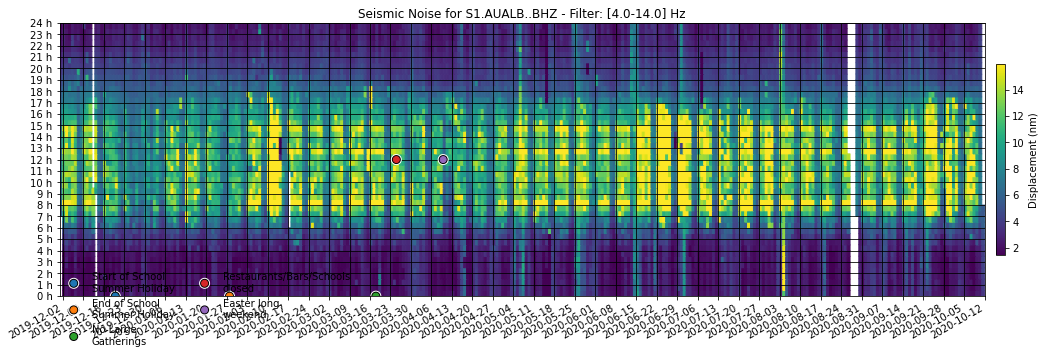 Seismic Noise for S1.AUALB..BHZ - Filter: [4.0-14.0] Hz
24 h
23 h
22 h
21 h
20 h
19 h
18 h
17 h
16 h
15 h
14 h
13 h
12 h
11 h
10 h
9 h
8 h
7 h
6 h
5 h
4 h
3 h
2 h
1 h
0 h
14
12
10
8
6
4
2
Displacement (nm)
Start of School
Summer Holiday
End of School
Summer Holiday
No Large
Gatherings
Restaurants/Bars/Schools
Easter long
weekend
2019-12-02
2020-02-24
2020-03-02
2020-03-09
2020-03-16
2020-03-23
2020-03-30
2020-04-06
2020-04-13
2020-04-20
2020-04-27
2020-05-04
2020-05-11
2020-05-18
2020-05-25
2020-06-01
2020-06-08
2020-06-15
2020-06-22
2020-06-29
2020-07-06
2020-07-13
2020-07-20
2020-07-27
2020-08-03
2020-08-10
2020-08-17
2020-08-24
2020-08-31
2020-09-07
2020-09-14
2020-09-21
2020-09-28
2020-10-05
2020-10-12